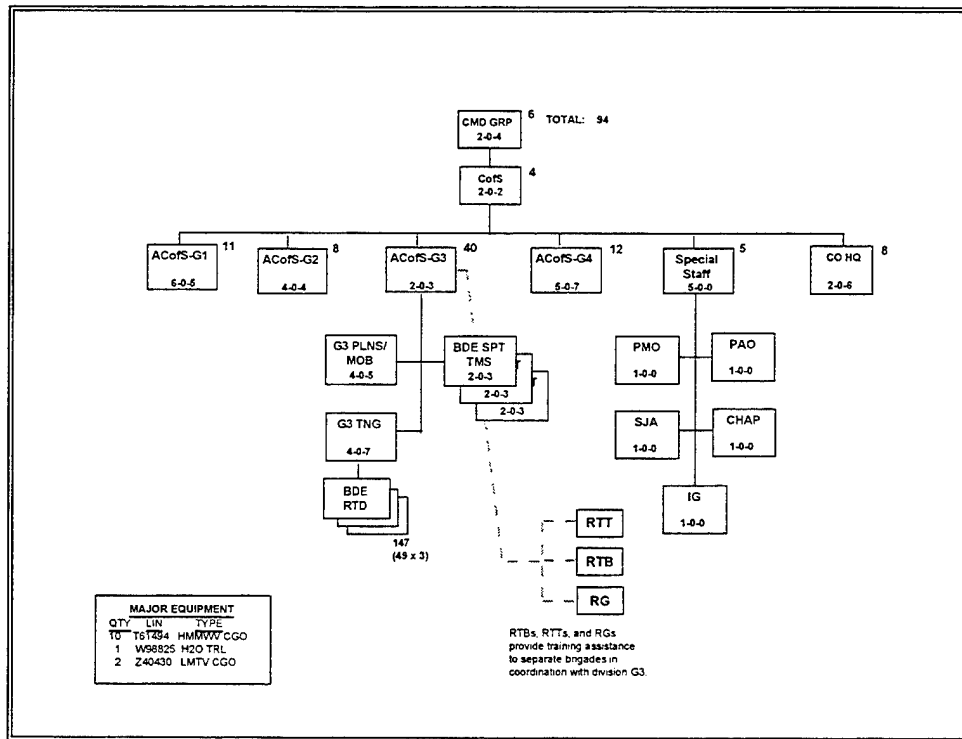 CMD GRP
2-0-4
6 TOTAL: 94
CofS
2-0-2
4
ACofS-G1
6-0-5
11
ACofS-G2
4-0-4
8
ACofS-G3
2-0-3
40
ACofS-G4
5-0-7
12
Special
Staff
5-0-0
5
CO HQ
2-0-6
8
G3 PLNS/
MOB
4-0-5
BDE SPT
TMS
2-0-3
T
2-0-3
T
2-0-3
PMO
1-0-0
PAO
1-0-0
G3 TNG
4-0-7
SJA
1-0-0
CHAP
1-0-0
BDE
RTD
147
(49 x 3)
IG
1-0-0
RTT
RTB
RG
RTBs, RTTs, and RGs
provide training assistance
to separate brigades in
coordination with division G3.
MAJOR EQUIPMENT
QTY LIN TYPE
10 T61494 HMMWV CGO
1 W98825 H2O TRL
2 Z40430 LMTV CGO